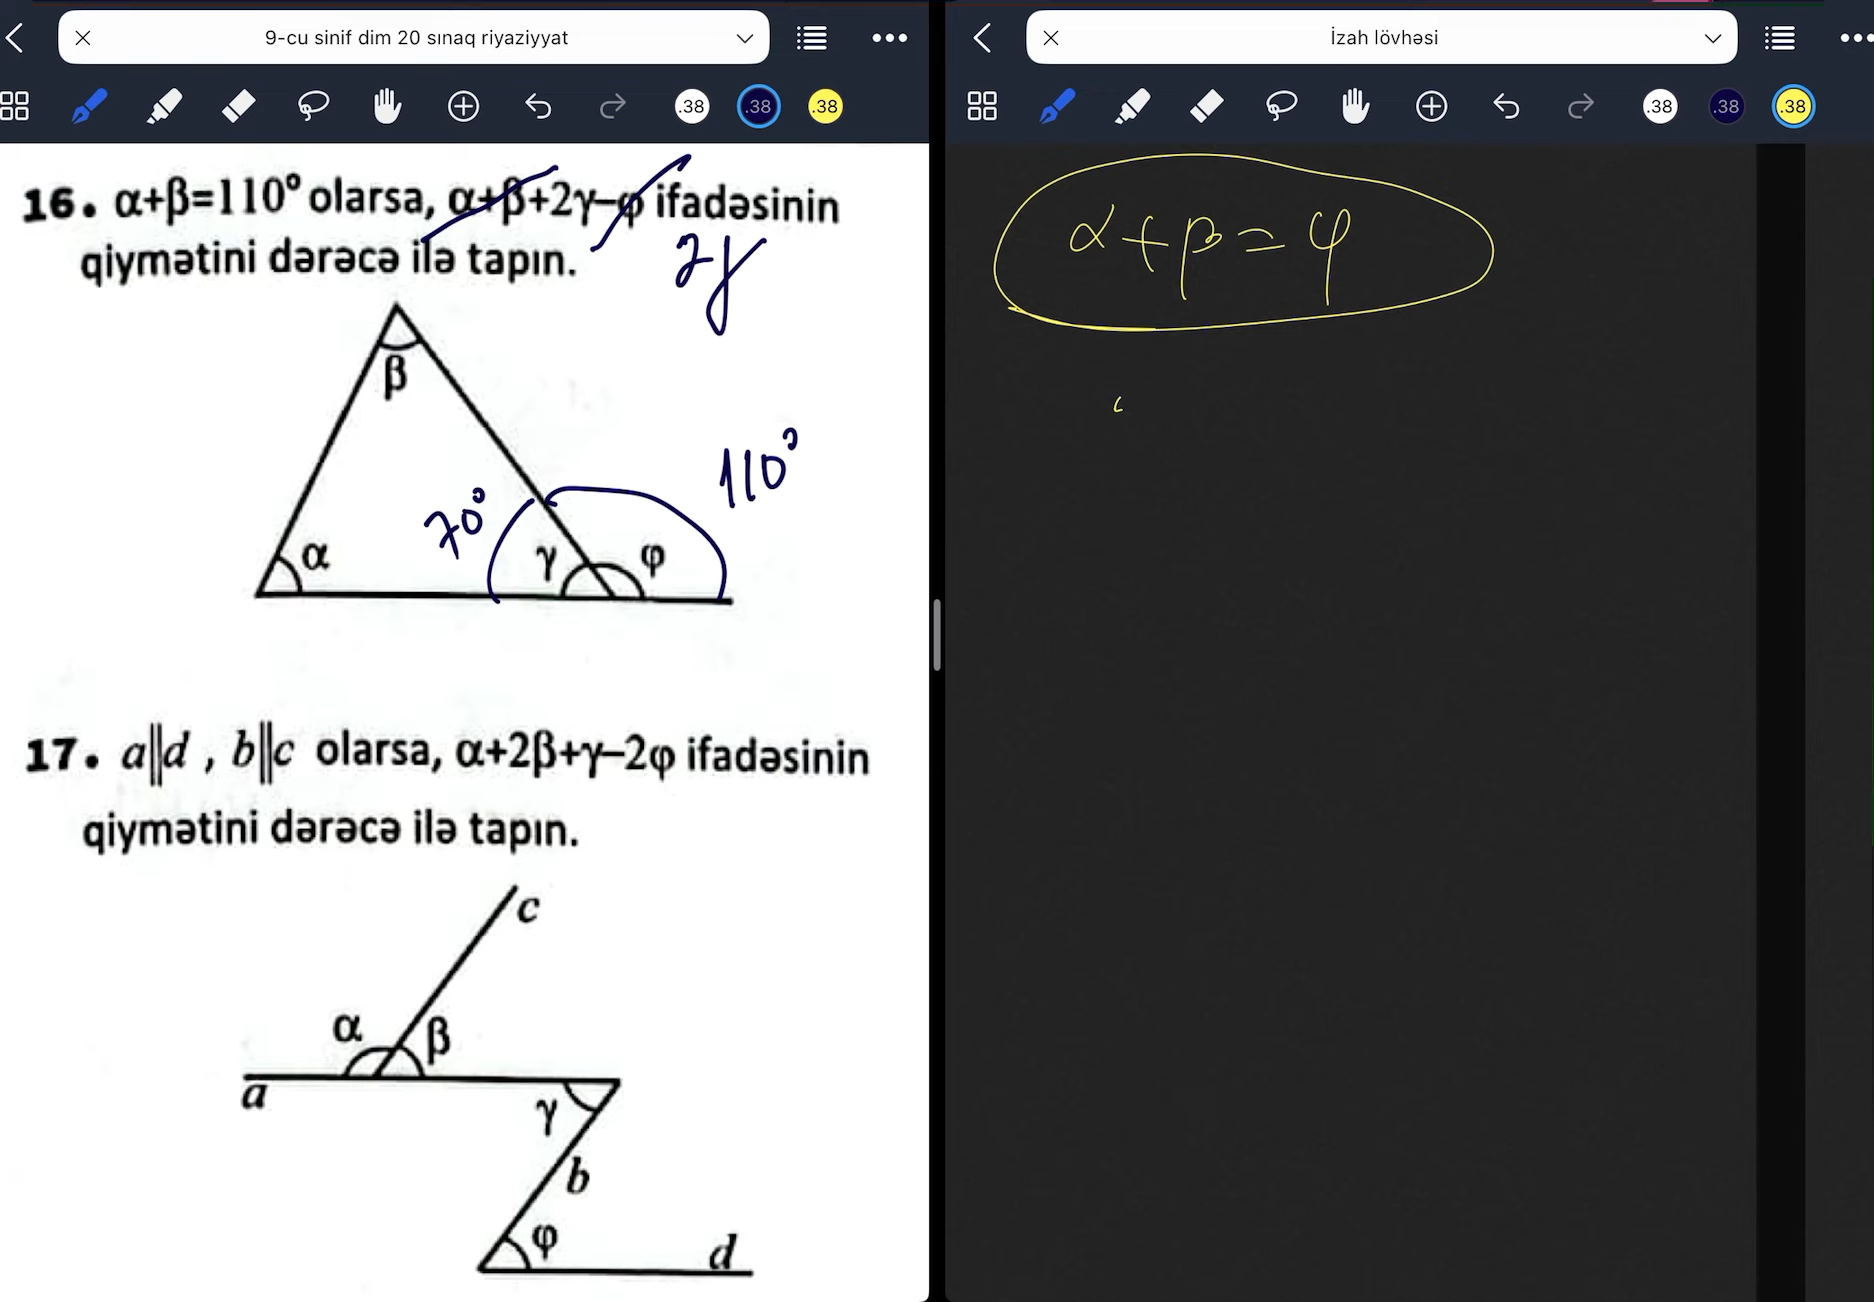 9-cu sinif dim 20 sınaq riyaziyyat
.38 .38 .38
16. α+β=110° olarsa, α+β+2γ–φ ifadəsinin
qiymətini dərəcə ilə tapın.
2γ
β
110°
70°
α γ φ
17. a||d , b||c olarsa, α+2β+γ–2φ ifadəsinin
qiymətini dərəcə ilə tapın.
c
α β
a
γ
b
φ d
İzah lövhəsi
.38 .38 .38
α+β=φ